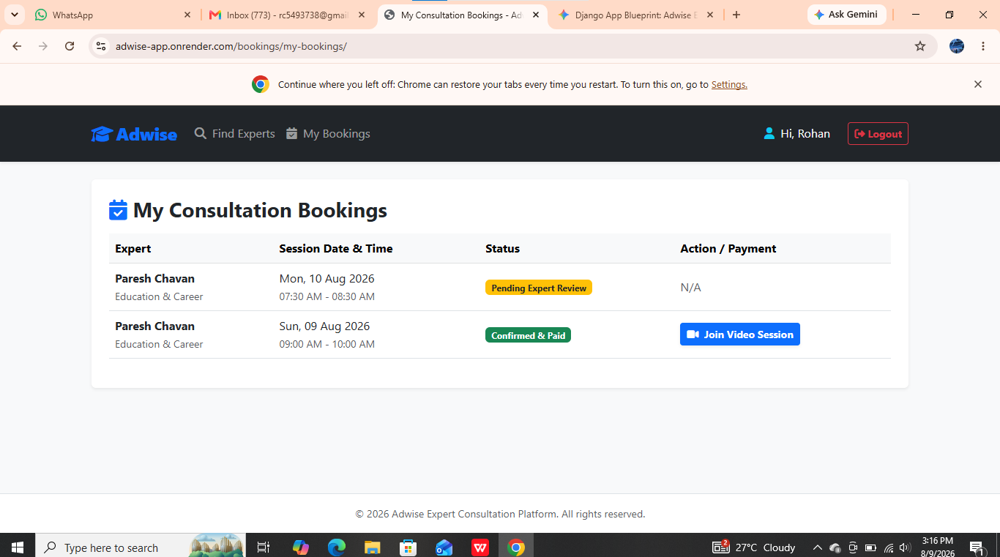 WhatsApp
Inbox (773) - rc5493738@gmail
My Consultation Bookings - Adw
Django App Blueprint: Adwise E
Ask Gemini
adwise-app.onrender.com/bookings/my-bookings/
Continue where you left off: Chrome can restore your tabs every time you restart. To turn this on, go to Settings.
Adwise
Find Experts
My Bookings
Hi, Rohan
Logout
My Consultation Bookings
Expert Session Date & Time Status Action / Payment
Paresh Chavan Mon, 10 Aug 2026
Education & Career 07:30 AM - 08:30 AM
Pending Expert Review
N/A
Paresh Chavan Sun, 09 Aug 2026
Education & Career 09:00 AM - 10:00 AM
Confirmed & Paid
Join Video Session
© 2026 Adwise Expert Consultation Platform. All rights reserved.
Type here to search
2
27°C Cloudy
3:16 PM
8/9/2026
1